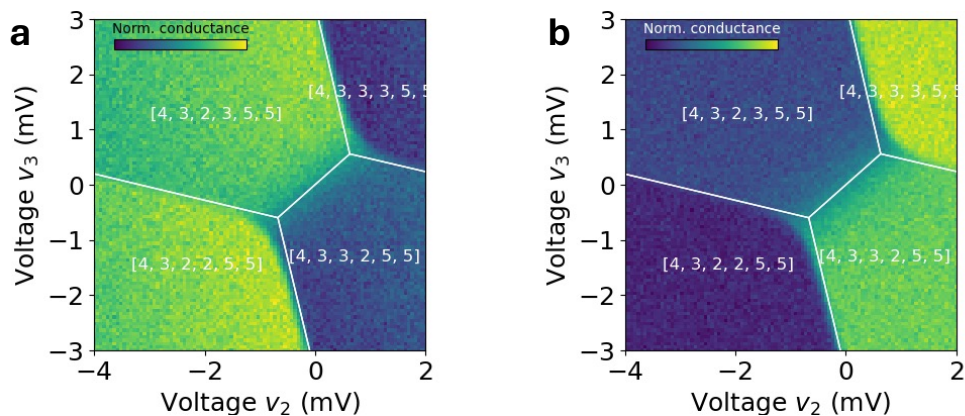 a
3
2
1
0
−1
−2
−3
Voltage v3 (mV)
Norm. conductance
[4, 3, 3, 3, 5, 5
[4, 3, 2, 3, 5, 5]
[4, 3, 3, 2, 5, 5]
[4, 3, 2, 2, 5, 5]
−4
−2
0
2
Voltage v2 (mV)
b
3
2
1
0
−1
−2
−3
Voltage v3 (mV)
Norm. conductance
[4, 3, 3, 3, 5, 5
[4, 3, 2, 3, 5, 5]
[4, 3, 3, 2, 5, 5]
[4, 3, 2, 2, 5, 5]
−4
−2
0
2
Voltage v2 (mV)